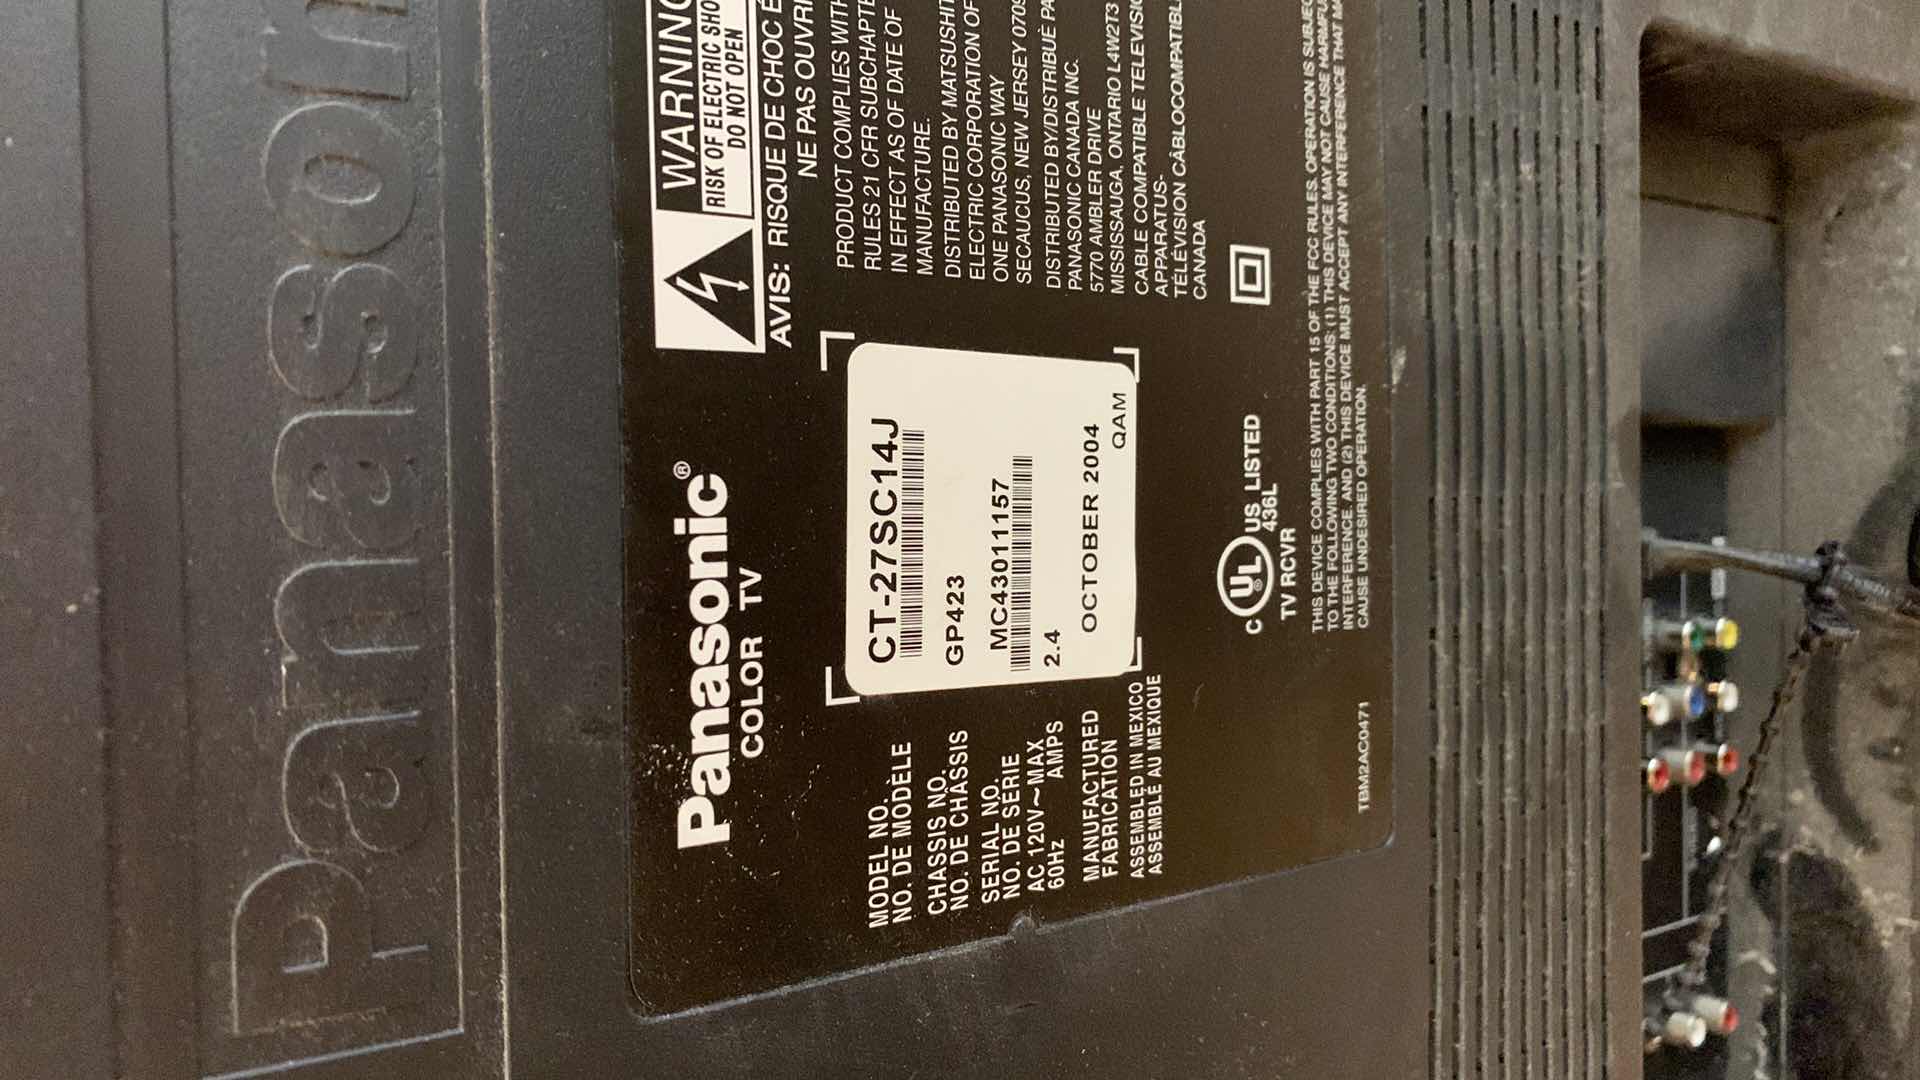 Panason
Panasonic®
COLOR TV
WARNING
RISK OF ELECTRIC SHO
DO NOT OPEN
AVIS: RISQUE DE CHOC É
NE PAS OUVRI
MODEL NO.
NO. DE MODÈLE
CT-27SC14J
CHASSIS NO.
NO. DE CHASSIS
GP423
SERIAL NO.
NO. DE SÉRIE
MC43011157
AC 120V~MAX
60Hz AMPS
2.4
MANUFACTURED
FABRICATION
OCTOBER 2004
QAM
ASSEMBLED IN MEXICO
ASSEMBLE AU MEXIQUE
PRODUCT COMPLIES WITH
RULES 21 CFR SUBCHAPTE
IN EFFECT AS OF DATE OF
MANUFACTURE.
DISTRIBUTED BY MATSUSHIT
ELECTRIC CORPORATION OF
ONE PANASONIC WAY
SECAUCUS, NEW JERSEY 0709
DISTRIBUTED BY/DISTRIBUÉ PA
PANASONIC CANADA INC.
5770 AMBLER DRIVE
MISSISSAUGA, ONTARIO L4W2T3
CABLE COMPATIBLE TELEVISIO
APPARATUS-
TÉLÉVISION CÂBLOCOMPATIBLE
CANADA
C UL® US LISTED
436L
TV RCVR
THIS DEVICE COMPLIES WITH PART 15 OF THE FCC RULES. OPERATION IS SUBJEC
TO THE FOLLOWING TWO CONDITIONS: (1) THIS DEVICE MAY NOT CAUSE HARMFU
INTERFERENCE, AND (2) THIS DEVICE MUST ACCEPT ANY INTERFERENCE THAT MA
CAUSE UNDESIRED OPERATION.
TBM2AC0471